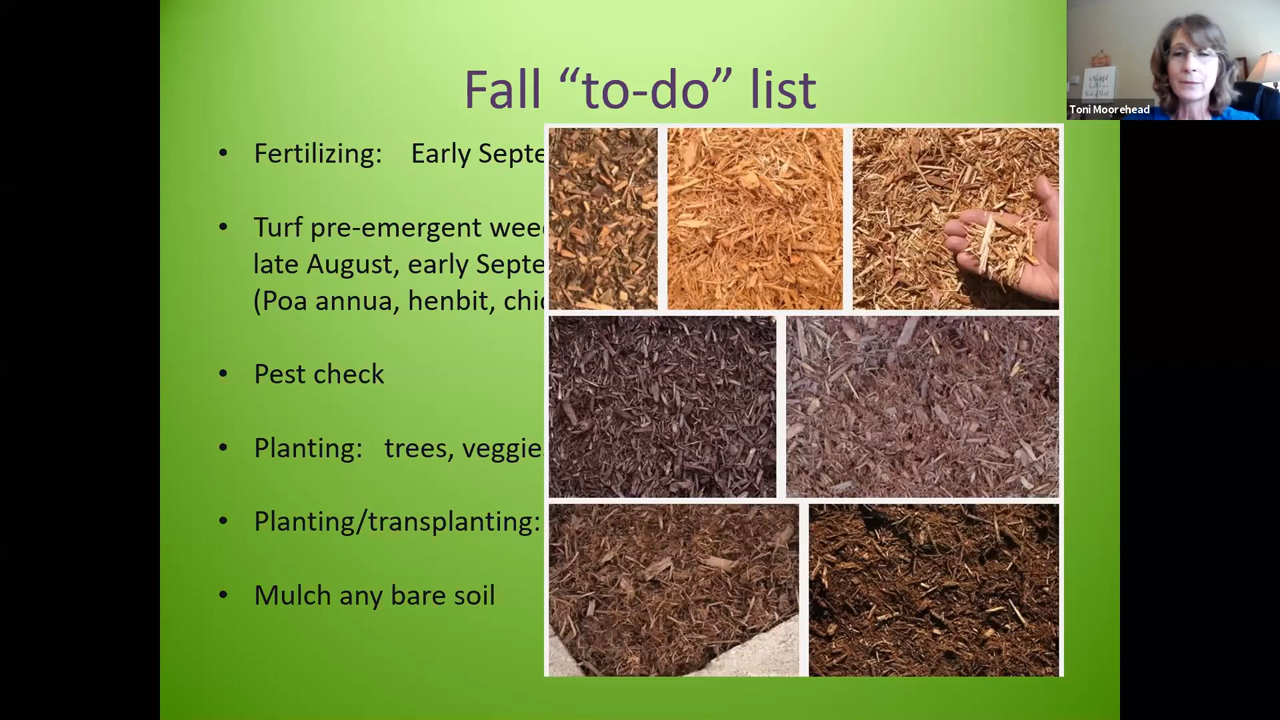 Fall “to-do” list
Toni Moorehead
• Fertilizing: Early Septe
• Turf pre-emergent wee
late August, early Septe
(Poa annua, henbit, chi
• Pest check
• Planting: trees, veggie
• Planting/transplanting:
• Mulch any bare soil